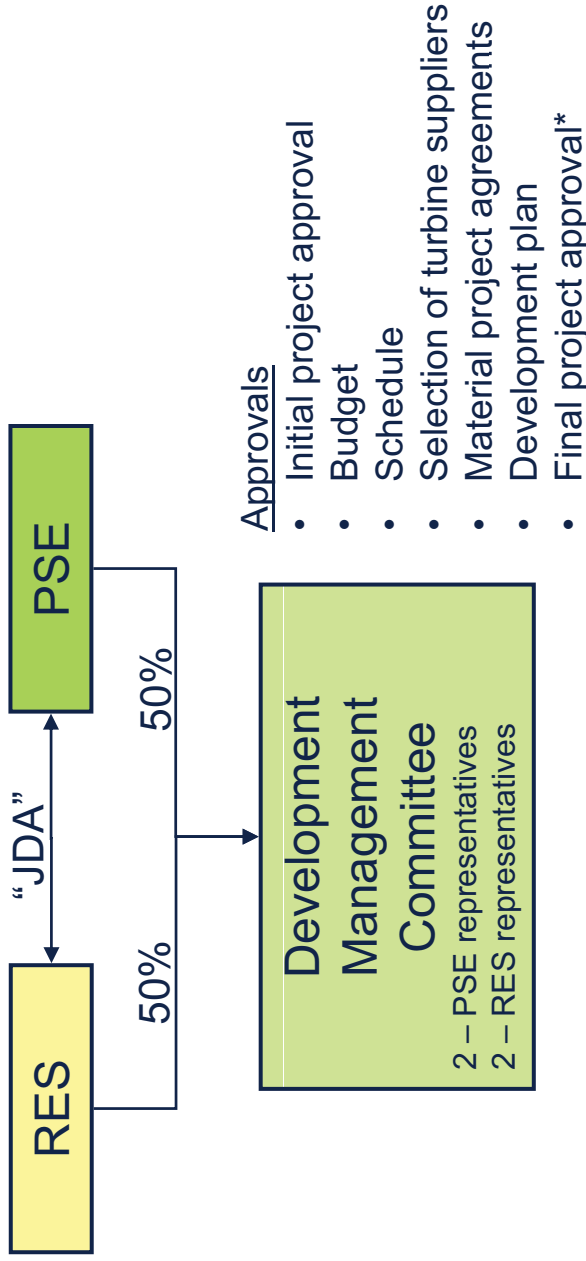 RES
"JDA"
PSE
50%
50%
Development
Management
Committee
2 – PSE representatives
2 – RES representatives
Approvals
• Initial project approval
• Budget
• Schedule
• Selection of turbine suppliers
• Material project agreements
• Development plan
• Final project approval*